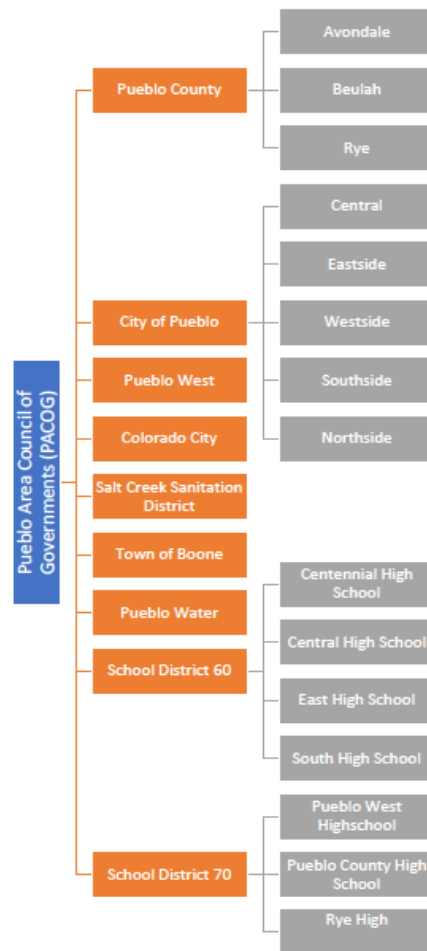 Pueblo Area Council of
Governments (PACOG)
Pueblo County
Avondale
Beulah
Rye
City of Pueblo
Central
Eastside
Westside
Southside
Northside
Pueblo West
Colorado City
Salt Creek Sanitation
District
Town of Boone
Pueblo Water
School District 60
Centennial High
School
Central High School
East High School
South High School
School District 70
Pueblo West
Highschool
Pueblo County High
School
Rye High